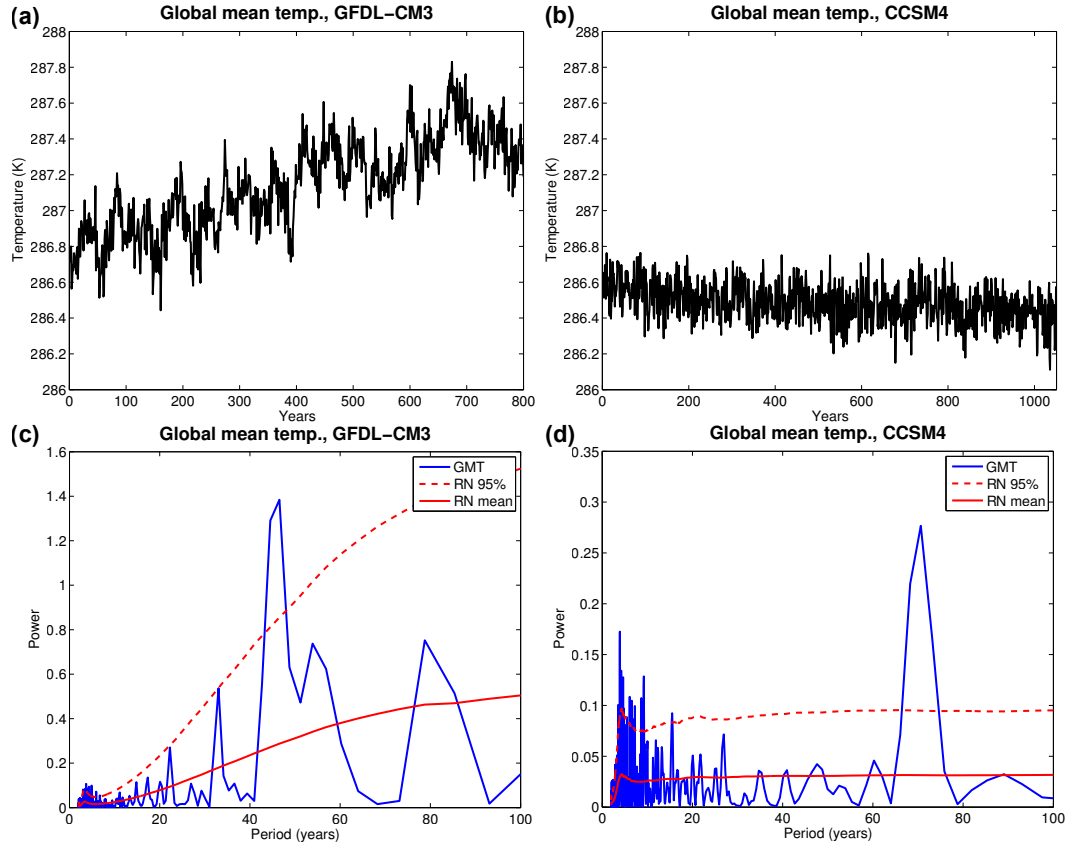 (a)
Global mean temp., GFDL−CM3
288
287.8
287.6
287.4
287.2
287
286.8
286.6
286.4
286.2
286
Temperature (K)
0 100 200 300 400 500 600 700 800
Years
(b)
Global mean temp., CCSM4
288
287.8
287.6
287.4
287.2
287
286.8
286.6
286.4
286.2
286
Temperature (K)
0 200 400 600 800 1000
Years
(c)
Global mean temp., GFDL−CM3
GMT
RN 95%
RN mean
1.6
1.4
1.2
1
0.8
0.6
0.4
0.2
0
Power
0 20 40 60 80 100
Period (years)
(d)
Global mean temp., CCSM4
GMT
RN 95%
RN mean
0.35
0.3
0.25
0.2
0.15
0.1
0.05
0
Power
0 20 40 60 80 100
Period (years)